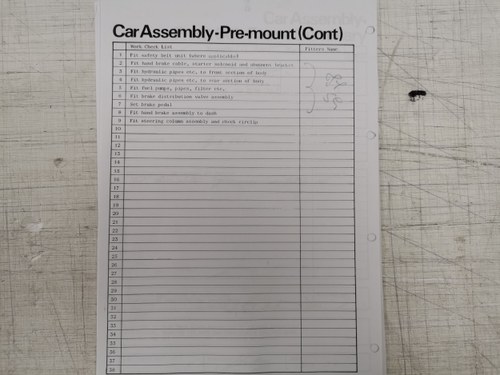 Car Assembly-Pre-mount (Cont)
Work Check List Fitters Name
1 Fit safety belt unit (where applicable)
2 Fit hand brake cable, starter solenoid and
3 Fit hydraulic pipes etc. to front section of body
4 Fit hydraulic pipes etc. to rear section of body
5 Fit fuel pumps, pipes, filter etc.
6 Fit brake distribution valve assembly
7 Set brake pedal
8 Fit hand brake assembly to dash
9 Fit steering column assembly and check circlip.
10
11
12
13
14
15
16
17
18
19
20
21
22
23
24
25
26
27
28
29
30
31
32
33
34
35
36
37
38